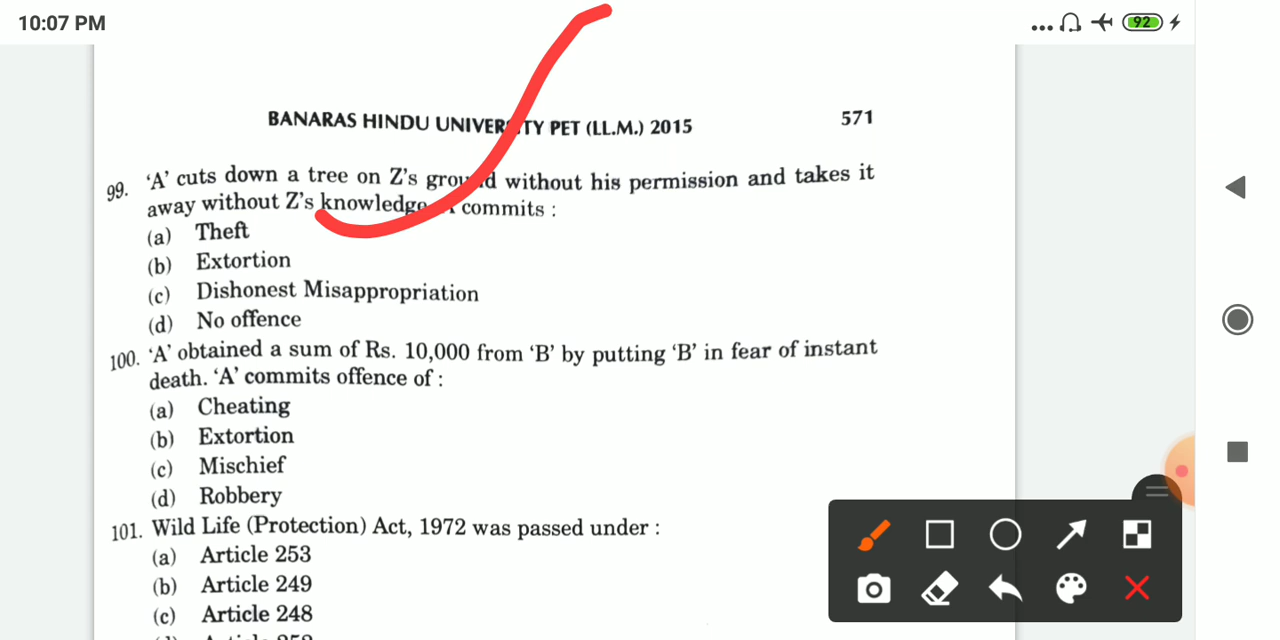 10:07 PM
92
BANARAS HINDU UNIVERSITY PET (LL.M.) 2015 571
99. 'A' cuts down a tree on Z's ground without his permission and takes it
away without Z's knowledge. A commits :
(a) Theft
(b) Extortion
(c) Dishonest Misappropriation
(d) No offence
100. 'A' obtained a sum of Rs. 10,000 from 'B' by putting 'B' in fear of instant
death. 'A' commits offence of :
(a) Cheating
(b) Extortion
(c) Mischief
(d) Robbery
101. Wild Life (Protection) Act, 1972 was passed under :
(a) Article 253
(b) Article 249
(c) Article 248